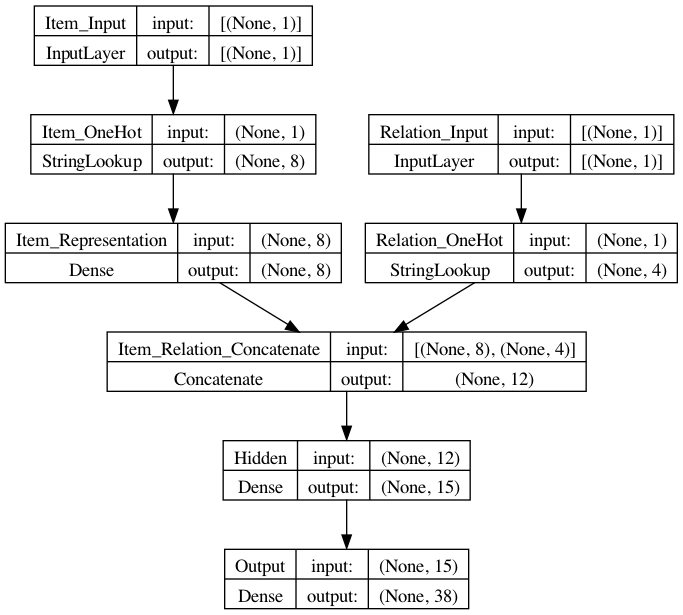 Item_Input input: [(None, 1)]
InputLayer output: [(None, 1)]
Item_OneHot input: (None, 1)
StringLookup output: (None, 8)
Relation_Input input: [(None, 1)]
InputLayer output: [(None, 1)]
Item_Representation input: (None, 8)
Dense output: (None, 8)
Relation_OneHot input: (None, 1)
StringLookup output: (None, 4)
Item_Relation_Concatenate input: [(None, 8), (None, 4)]
Concatenate output: (None, 12)
Hidden input: (None, 12)
Dense output: (None, 15)
Output input: (None, 15)
Dense output: (None, 38)